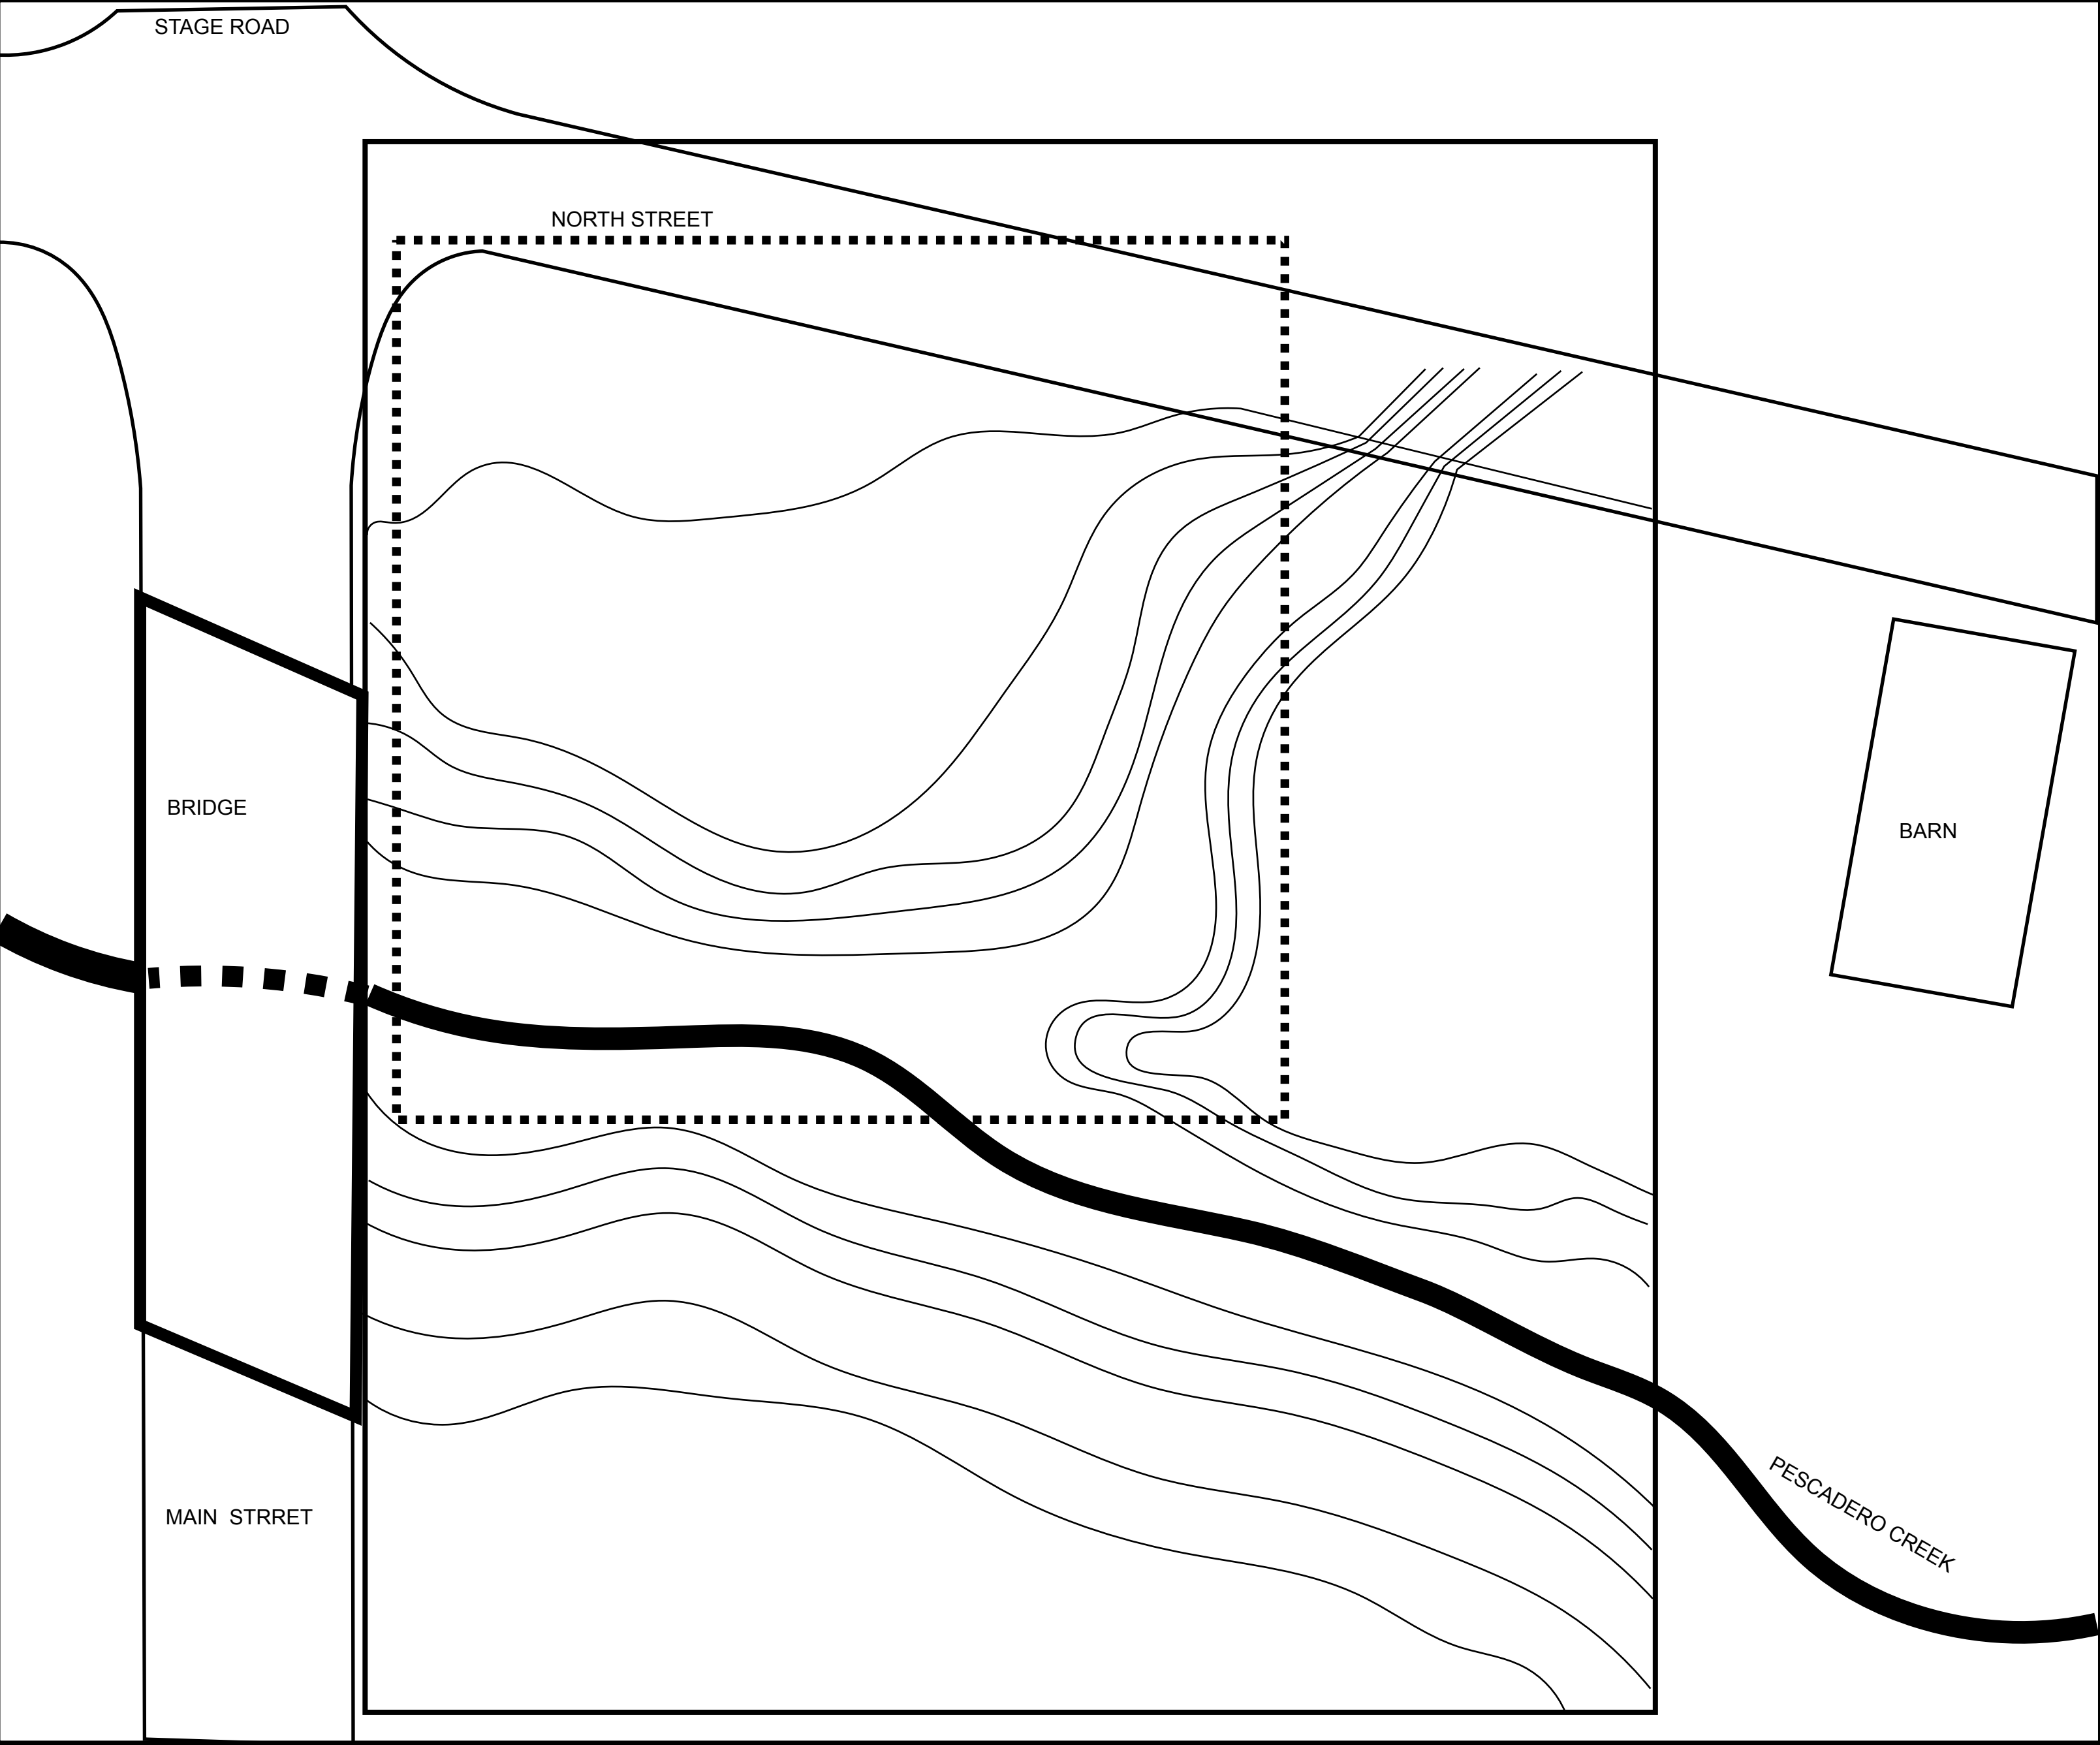 STAGE ROAD
NORTH STREET
BRIDGE
BARN
MAIN STRRET
PESCADERO CREEK